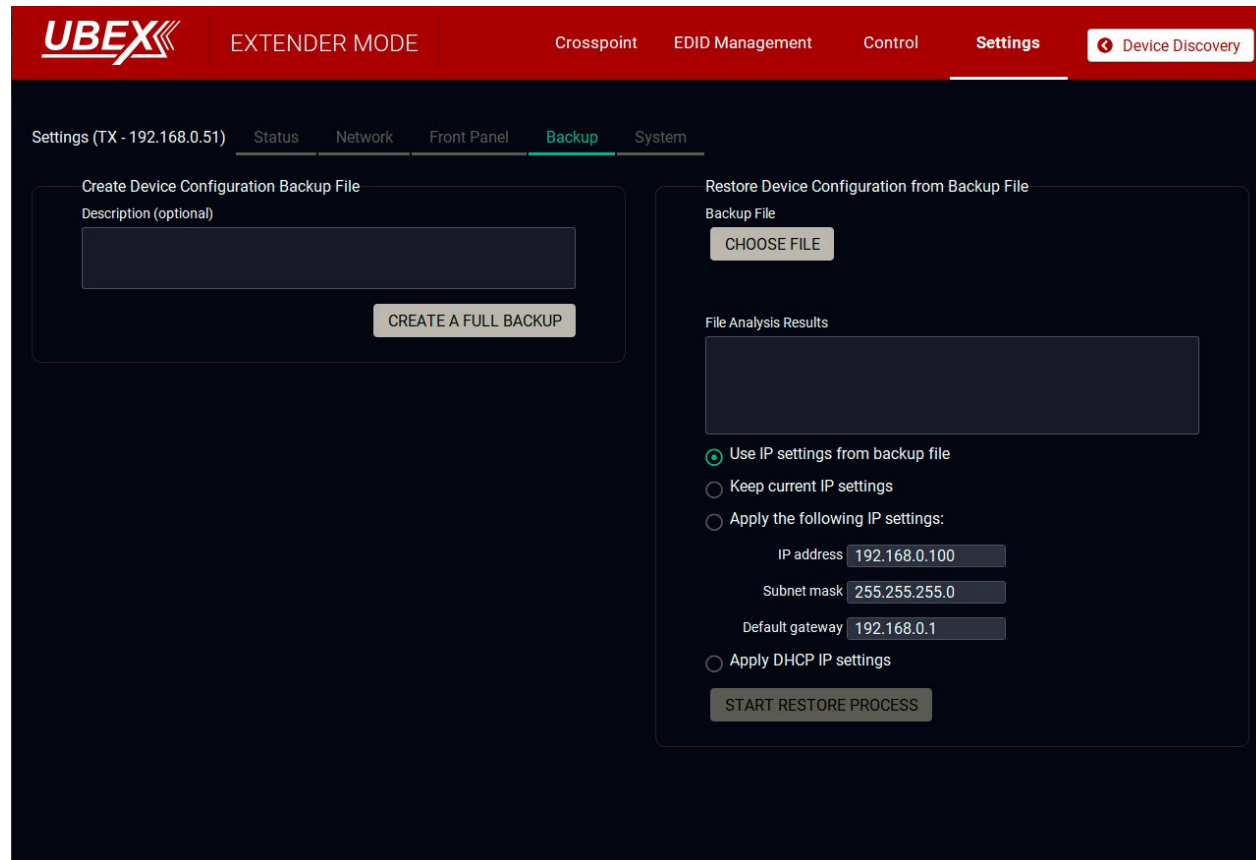 UBEX EXTENDER MODE Crosspoint EDID Management Control Settings Device Discovery
Settings (TX - 192.168.0.51) Status Network Front Panel Backup System
Create Device Configuration Backup File
Description (optional)
CREATE A FULL BACKUP
Restore Device Configuration from Backup File
Backup File
CHOOSE FILE
File Analysis Results
Use IP settings from backup file
Keep current IP settings
Apply the following IP settings:
IP address 192.168.0.100
Subnet mask 255.255.255.0
Default gateway 192.168.0.1
Apply DHCP IP settings
START RESTORE PROCESS